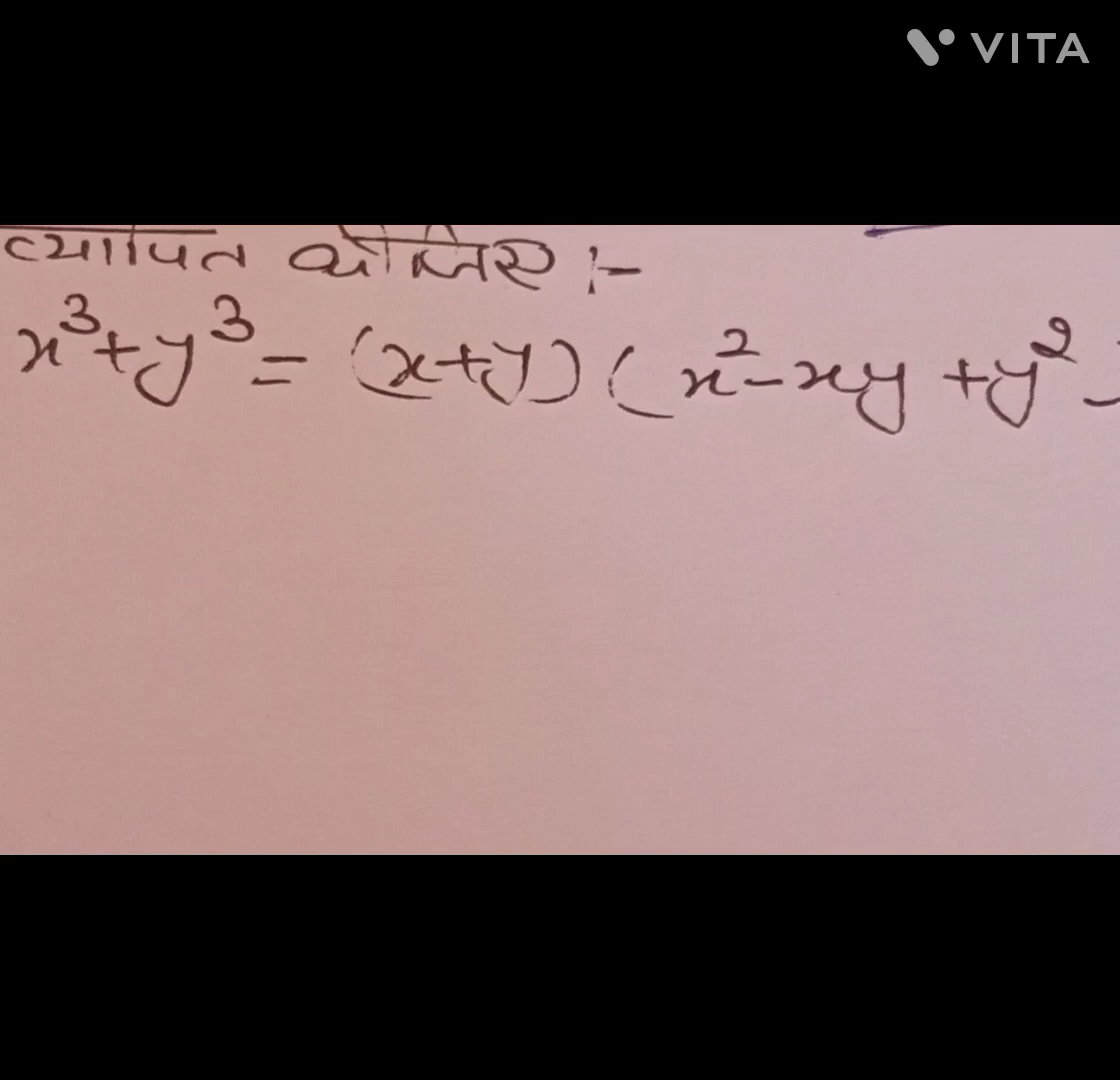 VITA
व्यापित कीजिए :-
x³+y³= (x+y) (x²-xy+y²)